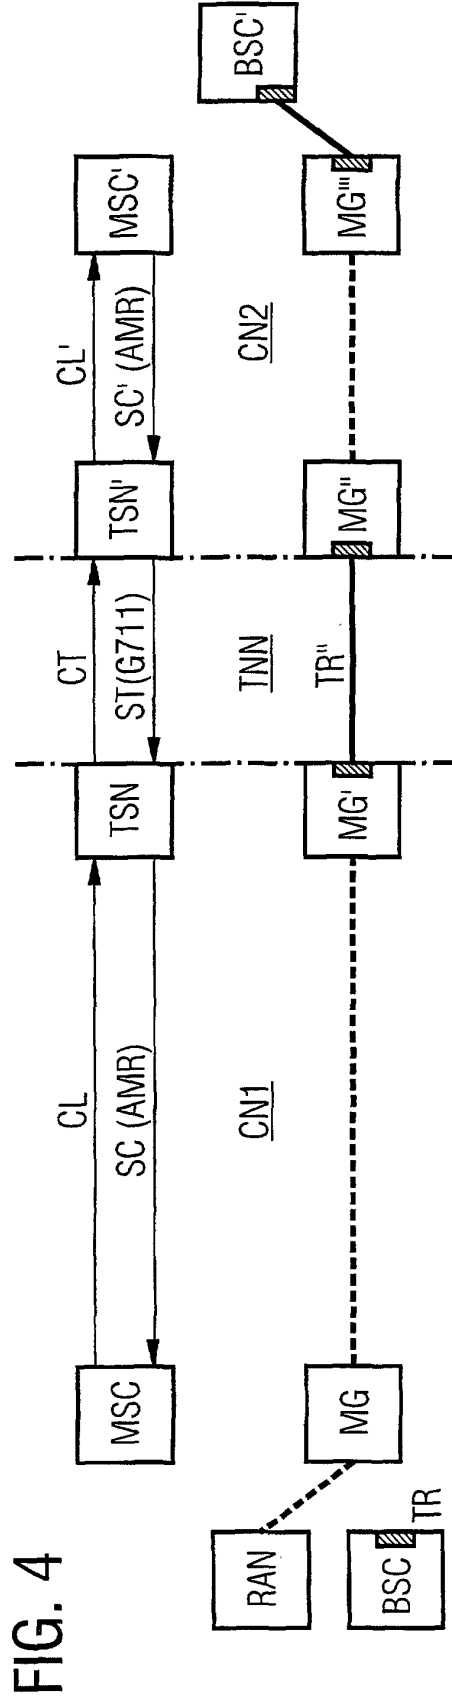 FIG. 4
MSC
CL
SC (AMR)
TSN
CT
ST(G711)
TSN'
CL'
SC' (AMR)
MSC'
CN1
TNN
CN2
BSC'
RAN
MG
MG'
TR'''
MG''
MG'''
BSC
TR